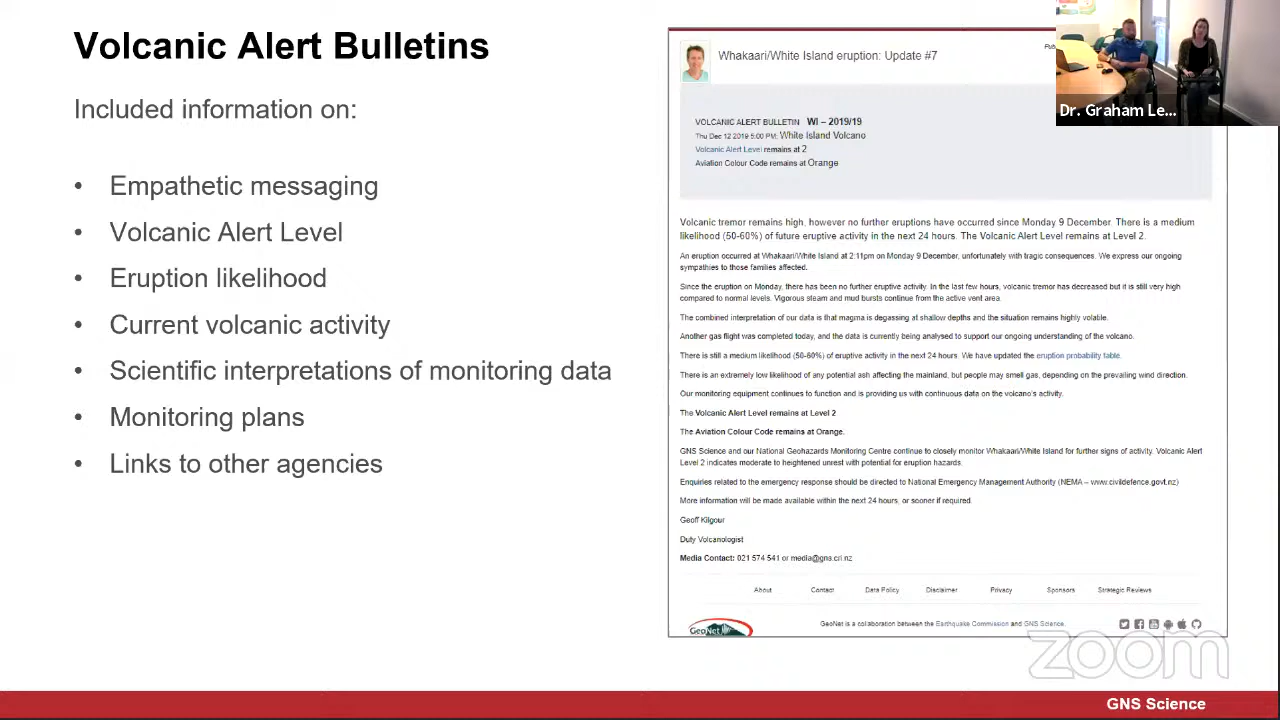 Volcanic Alert Bulletins
Included information on:
• Empathetic messaging
• Volcanic Alert Level
• Eruption likelihood
• Current volcanic activity
• Scientific interpretations of monitoring data
• Monitoring plans
• Links to other agencies
Whakaari/White Island eruption: Update #7
VOLCANIC ALERT BULLETIN WI – 2019/19
Thu Dec 12 2019 5:00 PM; White Island Volcano
Volcanic Alert Level remains at 2
Aviation Colour Code remains at Orange
Volcanic tremor remains high, however no further eruptions have occurred since Monday 9 December. There is a medium
likelihood (50-60%) of future eruptive activity in the next 24 hours. The Volcanic Alert Level remains at Level 2.
An eruption occurred at Whakaari/White Island at 2:11pm on Monday 9 December, unfortunately with tragic consequences. We express our ongoing
sympathies to those families affected.
Since the eruption on Monday, there has been no further eruptive activity. In the last few hours, volcanic tremor has decreased but it is still very high
compared to normal levels. Vigorous steam and mud bursts continue from the active vent area.
The combined interpretation of our data is that magma is degassing at shallow depths and the situation remains highly volatile.
Another gas flight was completed today, and the data is currently being analysed to support our ongoing understanding of the volcano.
There is still a medium likelihood (50-60%) of eruptive activity in the next 24 hours. We have updated the eruption probability table.
There is an extremely low likelihood of any potential ash affecting the mainland, but people may smell gas, depending on the prevailing wind direction.
Our monitoring equipment continues to function and is providing us with continuous data on the volcano's activity.
The Volcanic Alert Level remains at Level 2
The Aviation Colour Code remains at Orange.
GNS Science and our National Geohazards Monitoring Centre continue to closely monitor Whakaari/White Island for further signs of activity. Volcanic Alert
Level 2 indicates moderate to heightened unrest with potential for eruption hazards.
Enquiries related to the emergency response should be directed to National Emergency Management Authority (NEMA – www.civildefence.govt.nz)
More information will be made available within the next 24 hours, or sooner if required.
Geoff Kilgour
Duty Volcanologist
Media Contact: 021 574 541 or media@gns.cri.nz
About Contact Data Policy Disclaimer Privacy Sponsors Strategic Reviews
GeoNet
GeoNet is a collaboration between the Earthquake Commission and GNS Science.
Dr. Graham Le...
zoom
GNS Science